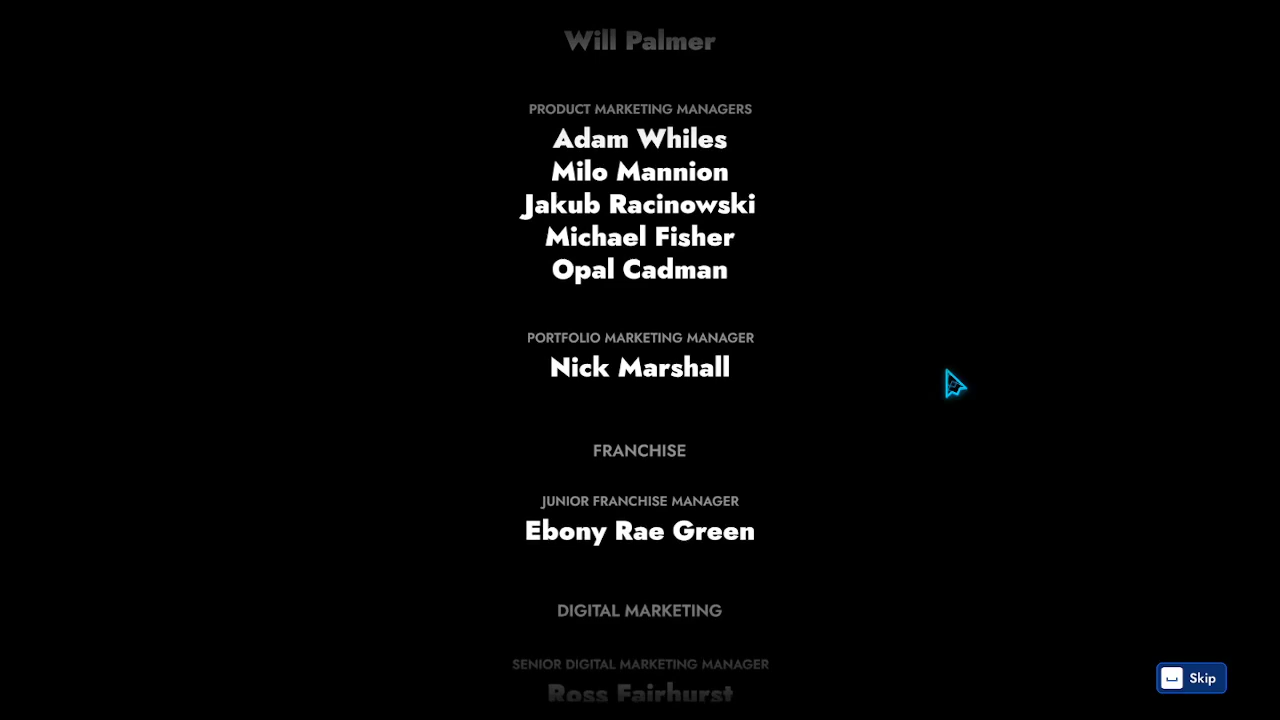 Will Palmer
PRODUCT MARKETING MANAGERS
Adam Whiles
Milo Mannion
Jakub Racinowski
Michael Fisher
Opal Cadman
PORTFOLIO MARKETING MANAGER
Nick Marshall
FRANCHISE
JUNIOR FRANCHISE MANAGER
Ebony Rae Green
DIGITAL MARKETING
SENIOR DIGITAL MARKETING MANAGER
Ross Fairhurst
Skip